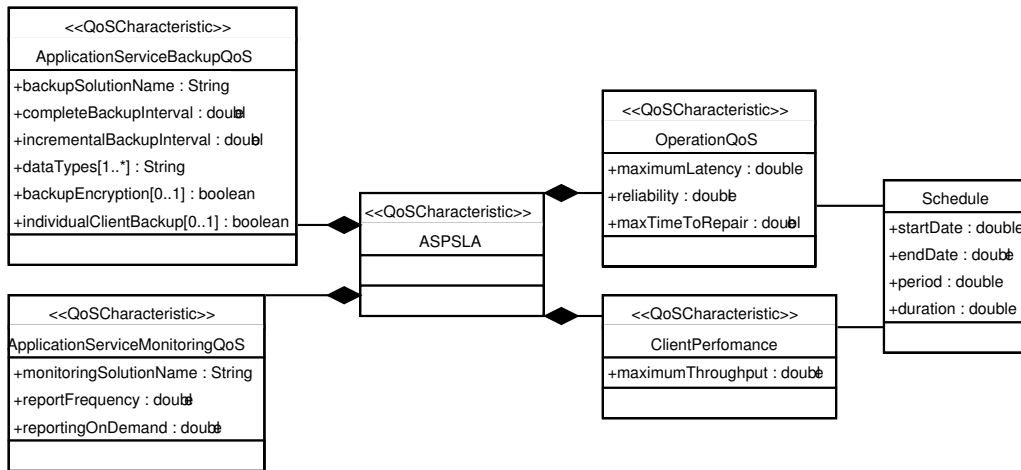 <<QoSCharacteristic>>
ApplicationServiceBackupQoS
+backupSolutionName : String
+completeBackupInterval : double
+incrementalBackupInterval : double
+dataTypes[1..*] : String
+backupEncryption[0..1] : boolean
+individualClientBackup[0..1] : boolean
<<QoSCharacteristic>>
ApplicationServiceMonitoringQoS
+monitoringSolutionName : String
+reportFrequency : double
+reportingOnDemand : double
<<QoSCharacteristic>>
ASPSLA
<<QoSCharacteristic>>
OperationQoS
+maximumLatency : double
+reliability : double
+maxTimeToRepair : double
<<QoSCharacteristic>>
ClientPerfomance
+maximumThroughput : double
Schedule
+startDate : double
+endDate : double
+period : double
+duration : double